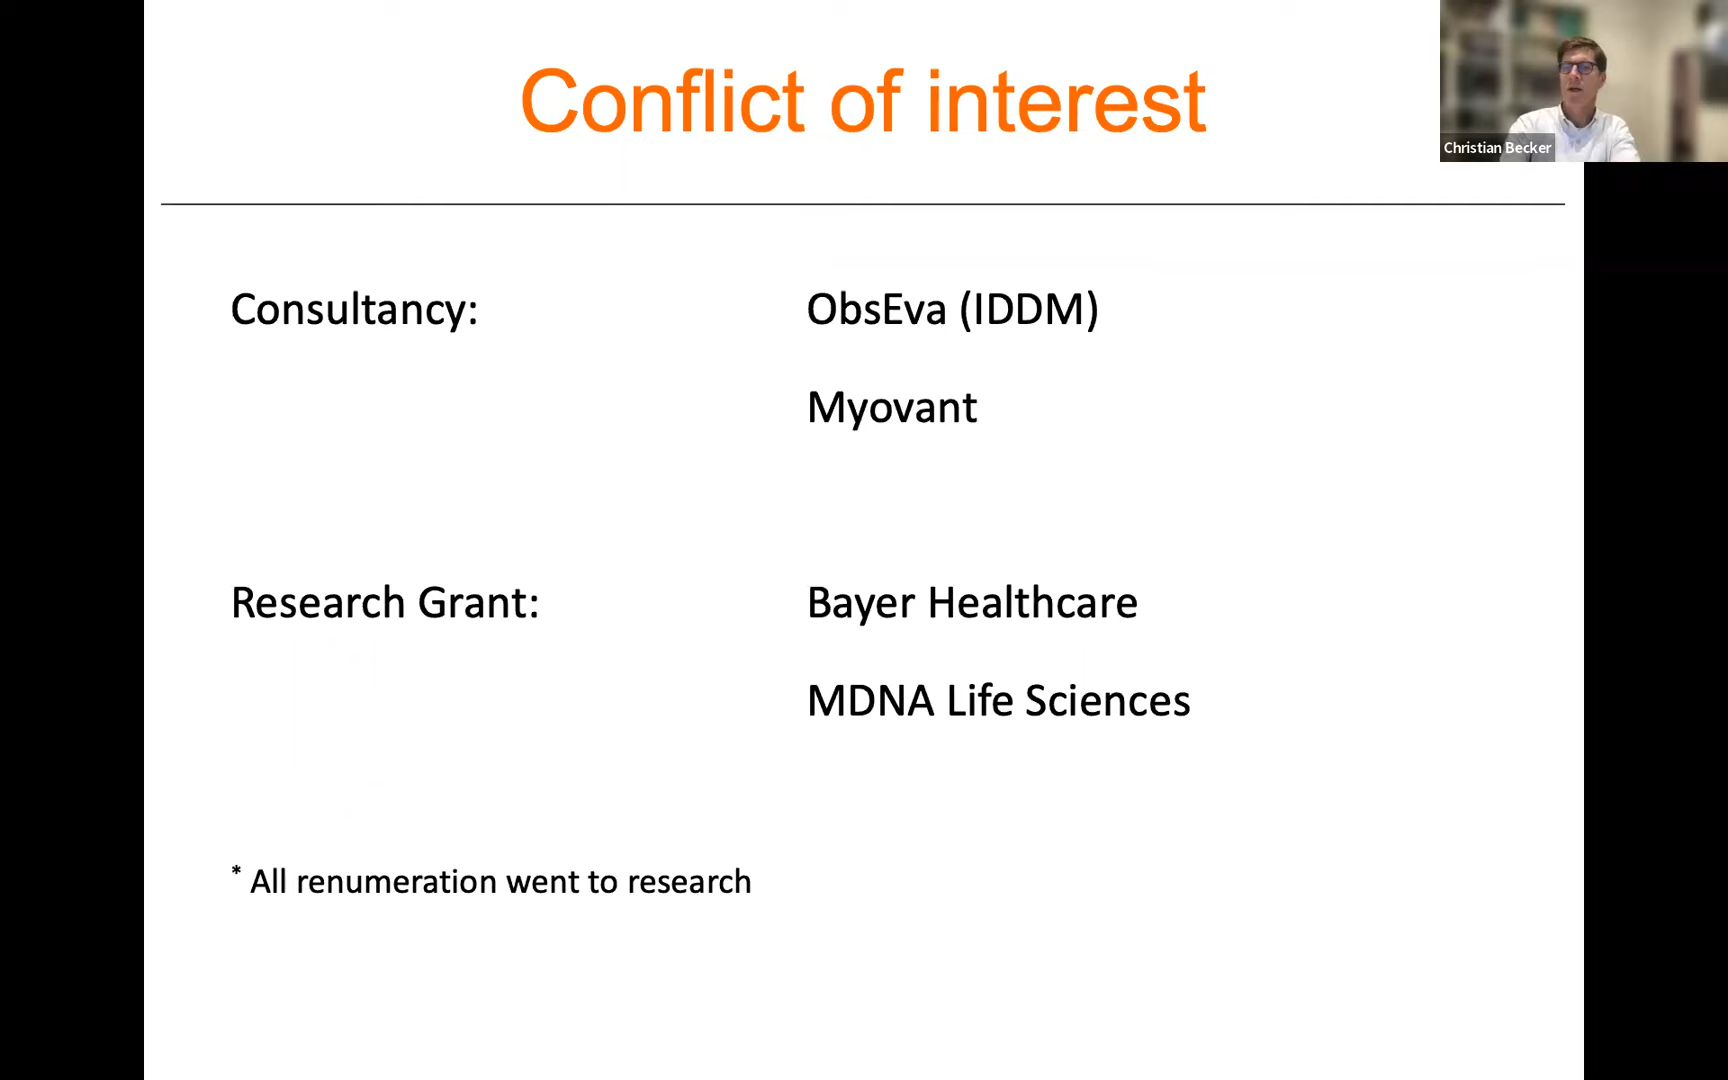 Conflict of interest
Christian Becker
Consultancy: ObsEva (IDDM)
Myovant
Research Grant: Bayer Healthcare
MDNA Life Sciences
* All renumeration went to research